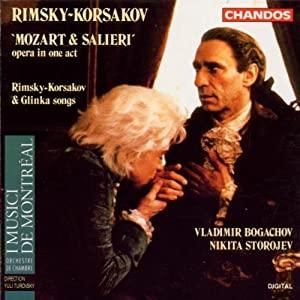 RIMSKY-KORSAKOV
CHANDOS
'MOZART & SALIERI'
opera in one act
Rimsky-Korsakov
& Glinka songs
I MUSICI
DE MONTRÉAL
ORCHESTRE
DE CHAMBRE
DIRECTION
YULI TUROVSKY
VLADIMIR BOGACHOV
NIKITA STOROJEV
DIGITAL